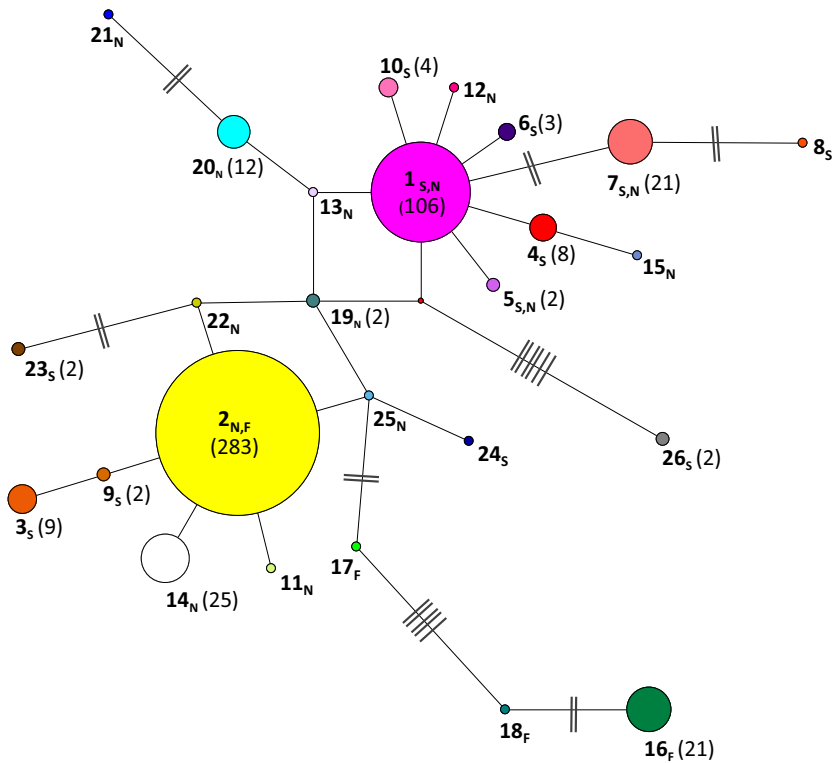 21N
10S (4)
12N
6S (3)
20N (12)
1 S,N
(106)
7S,N (21)
8S
13N
4S (8)
15N
5S,N (2)
22N
19N (2)
23S (2)
2N,F
(283)
25N
24S
26S (2)
9S (2)
3S (9)
14N (25)
11N
17F
18F
16F (21)